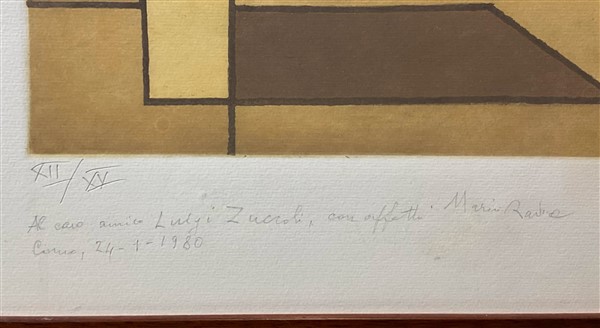 XII/XV
Al caro amico Luigi Zuccoli, con affetto Mario Radice
Como, 24-1-1980